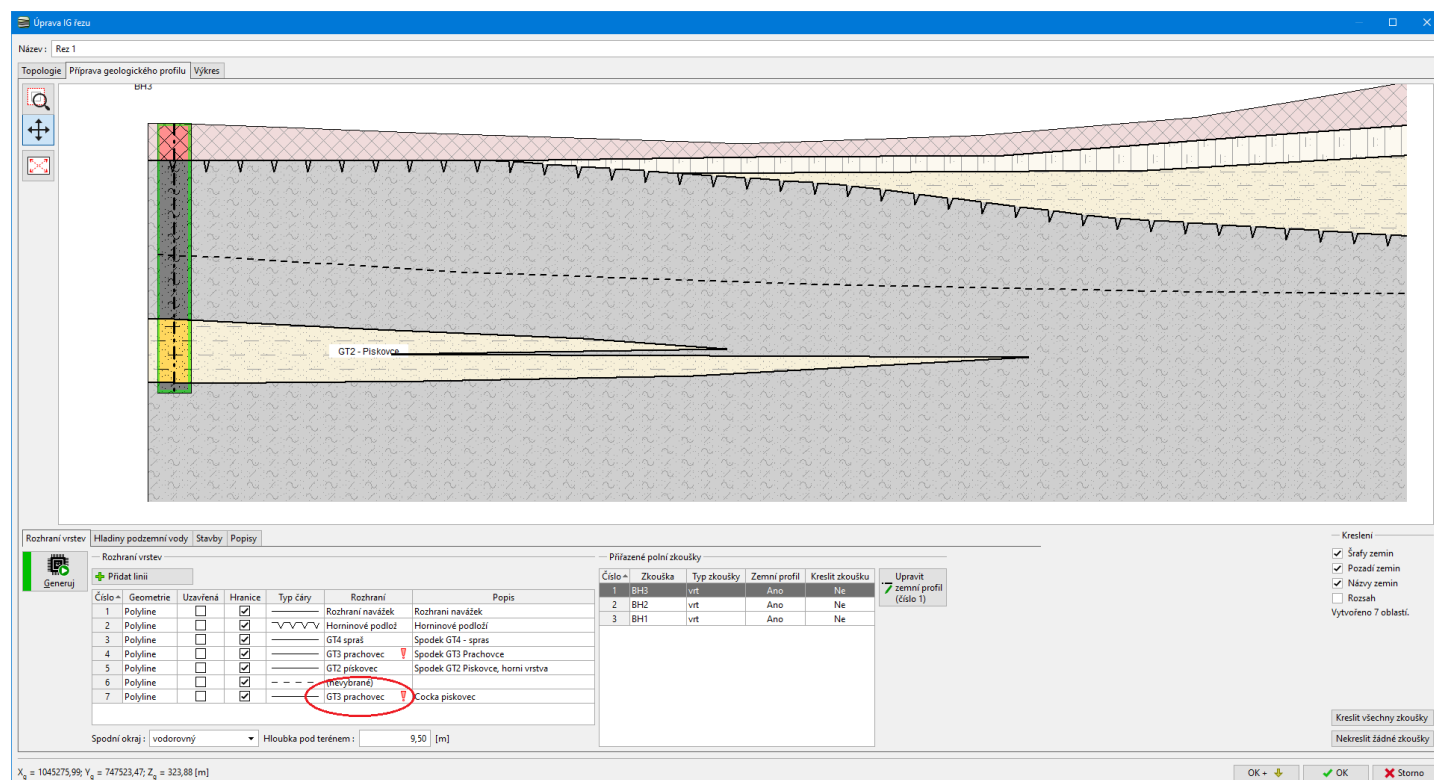 Úprava IG řezu
Název : Rez 1
Topologie Příprava geologického profilu Výkres
BH3
GT2 - Piskovce
Rozhraní vrstev Hladiny podzemní vody Stavby Popisy
Generuj
Rozhraní vrstev
Přidat linii
Číslo Geometrie Uzavřená Hranice Typ čáry Rozhraní Popis
1 Polyline Rozhraní navážek Rozhrani navážek
2 Polyline Horninové podlož Horninové podloží
3 Polyline GT4 spraš Spodek GT4 - spras
4 Polyline GT3 prachovec Spodek GT3 Prachovce
5 Polyline GT2 pískovec Spodek GT2 Piskovce, horni vrstva
6 Polyline (nevybrané)
7 Polyline GT3 prachovec Cocka piskovec
Spodní okraj : vodorovný Hloubka pod terénem : 9,50 [m]
Přiřazené polní zkoušky
Číslo Zkouška Typ zkoušky Zemní profil Kreslit zkoušku
1 BH3 vrt Ano Ne
2 BH2 vrt Ano Ne
3 BH1 vrt Ano Ne
Upravit
zemní profil
(číslo 1)
Kreslení
Šrafy zemin
Pozadí zemin
Názvy zemin
Rozsah
Vytvořeno 7 oblastí.
Kreslit všechny zkoušky
Nekreslit žádné zkoušky
Xg = 1045275,99; Yg = 747523,47; Zg = 323,88 [m]
OK + OK Storno